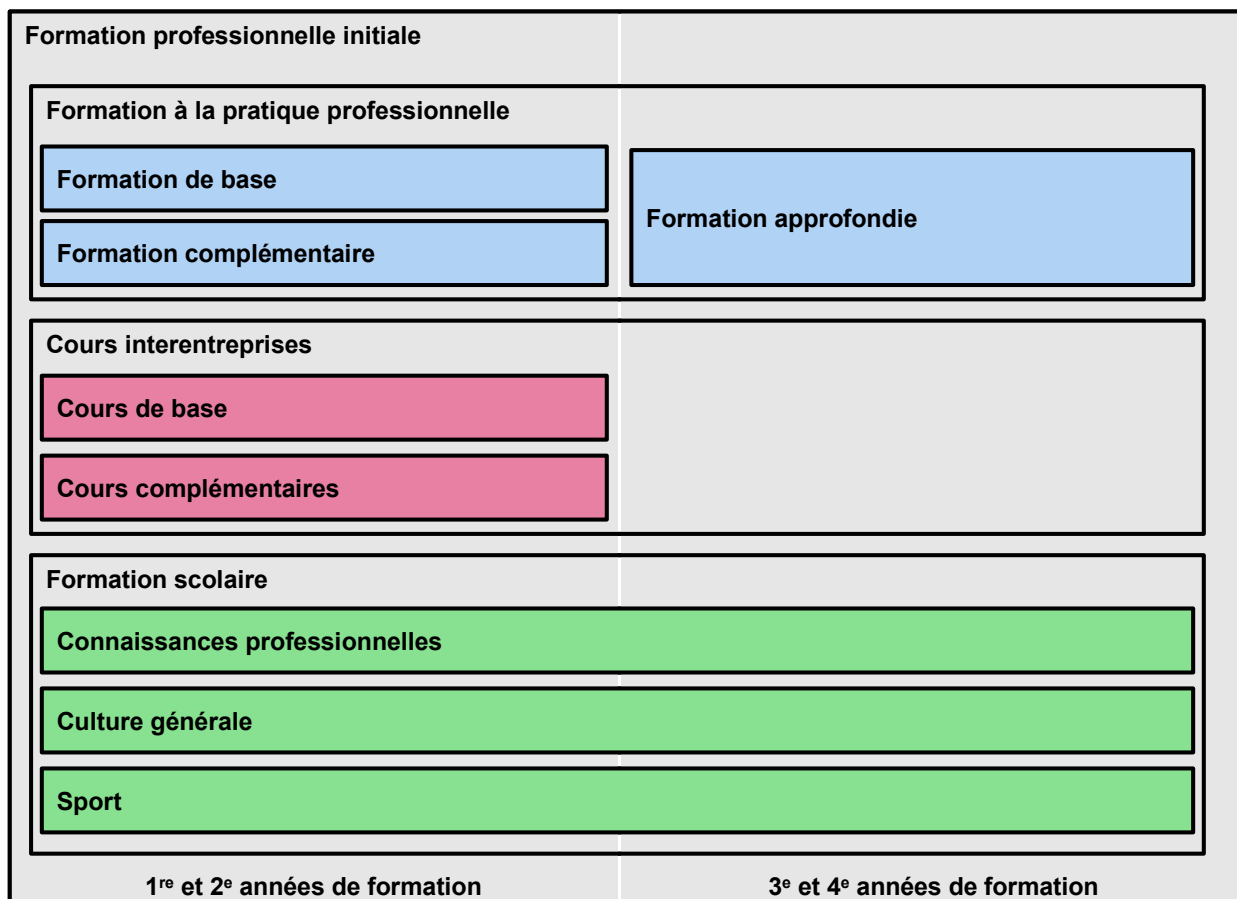 Formation professionnelle initiale
Formation à la pratique professionnelle
Formation de base
Formation complémentaire
Formation approfondie
Cours interentreprises
Cours de base
Cours complémentaires
Formation scolaire
Connaissances professionnelles
Culture générale
Sport
1re et 2e années de formation
3e et 4e années de formation